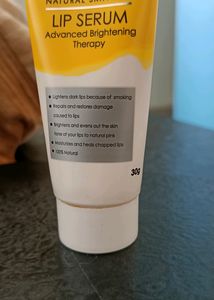 NATURAL
LIP SERUM
Advanced Brightening
Therapy
Lightens dark lips because of smoking
Repairs and restores damage
caused to lips
Brightens and evens out the skin
tone of your lips to natural pink
Moisturizes and heals chapped lips
100% Natural
30g